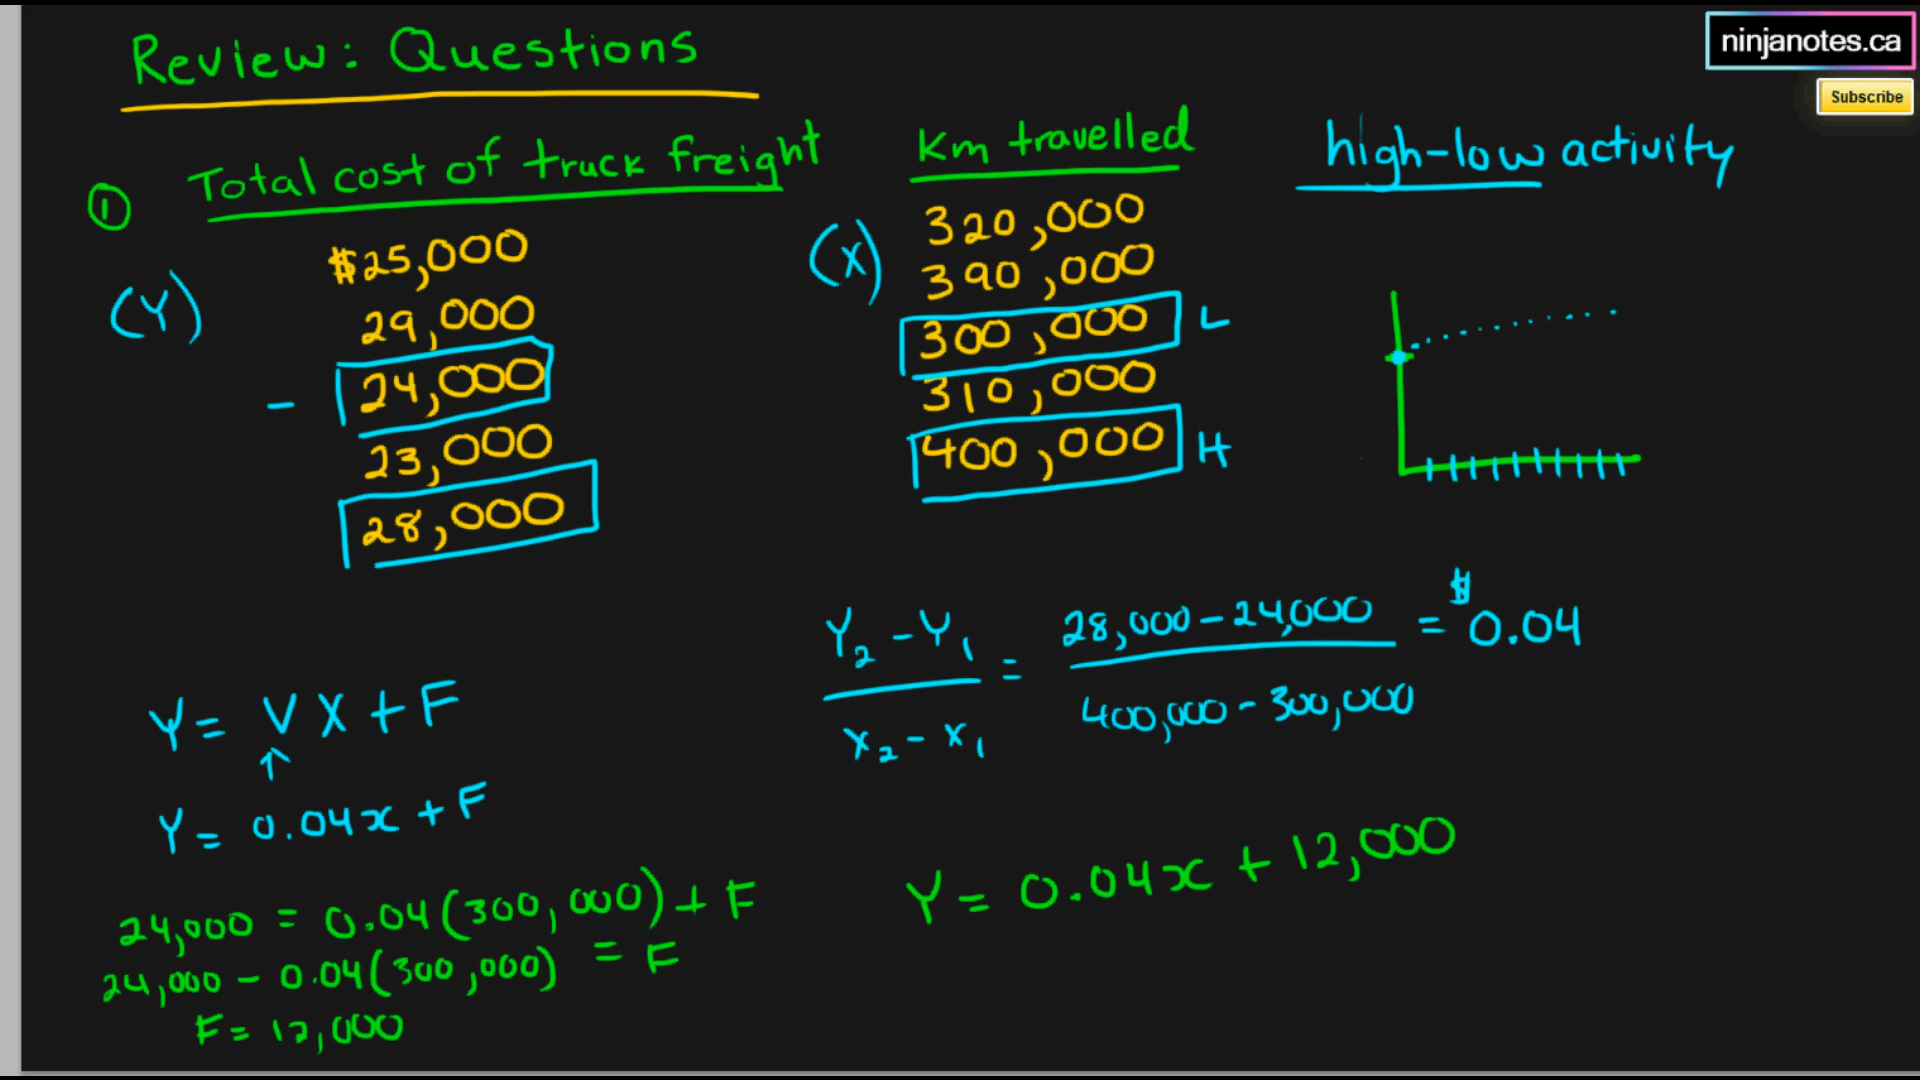 Review: Questions
ninjanotes.ca
Subscribe
① Total cost of truck freight Km travelled high-low activity
(Y) (X)
$25,000 320,000
29,000 390,000
- 24,000 300,000 L
23,000 310,000
28,000 400,000 H
Y₂ - Y₁ = 28,000 - 24,000 = $0.04
X₂ - X₁ 400,000 - 300,000
Y = VX + F
↑
Y = 0.04x + F
Y = 0.04x + 12,000
24,000 = 0.04(300,000) + F
24,000 - 0.04(300,000) = F
F = 12,000